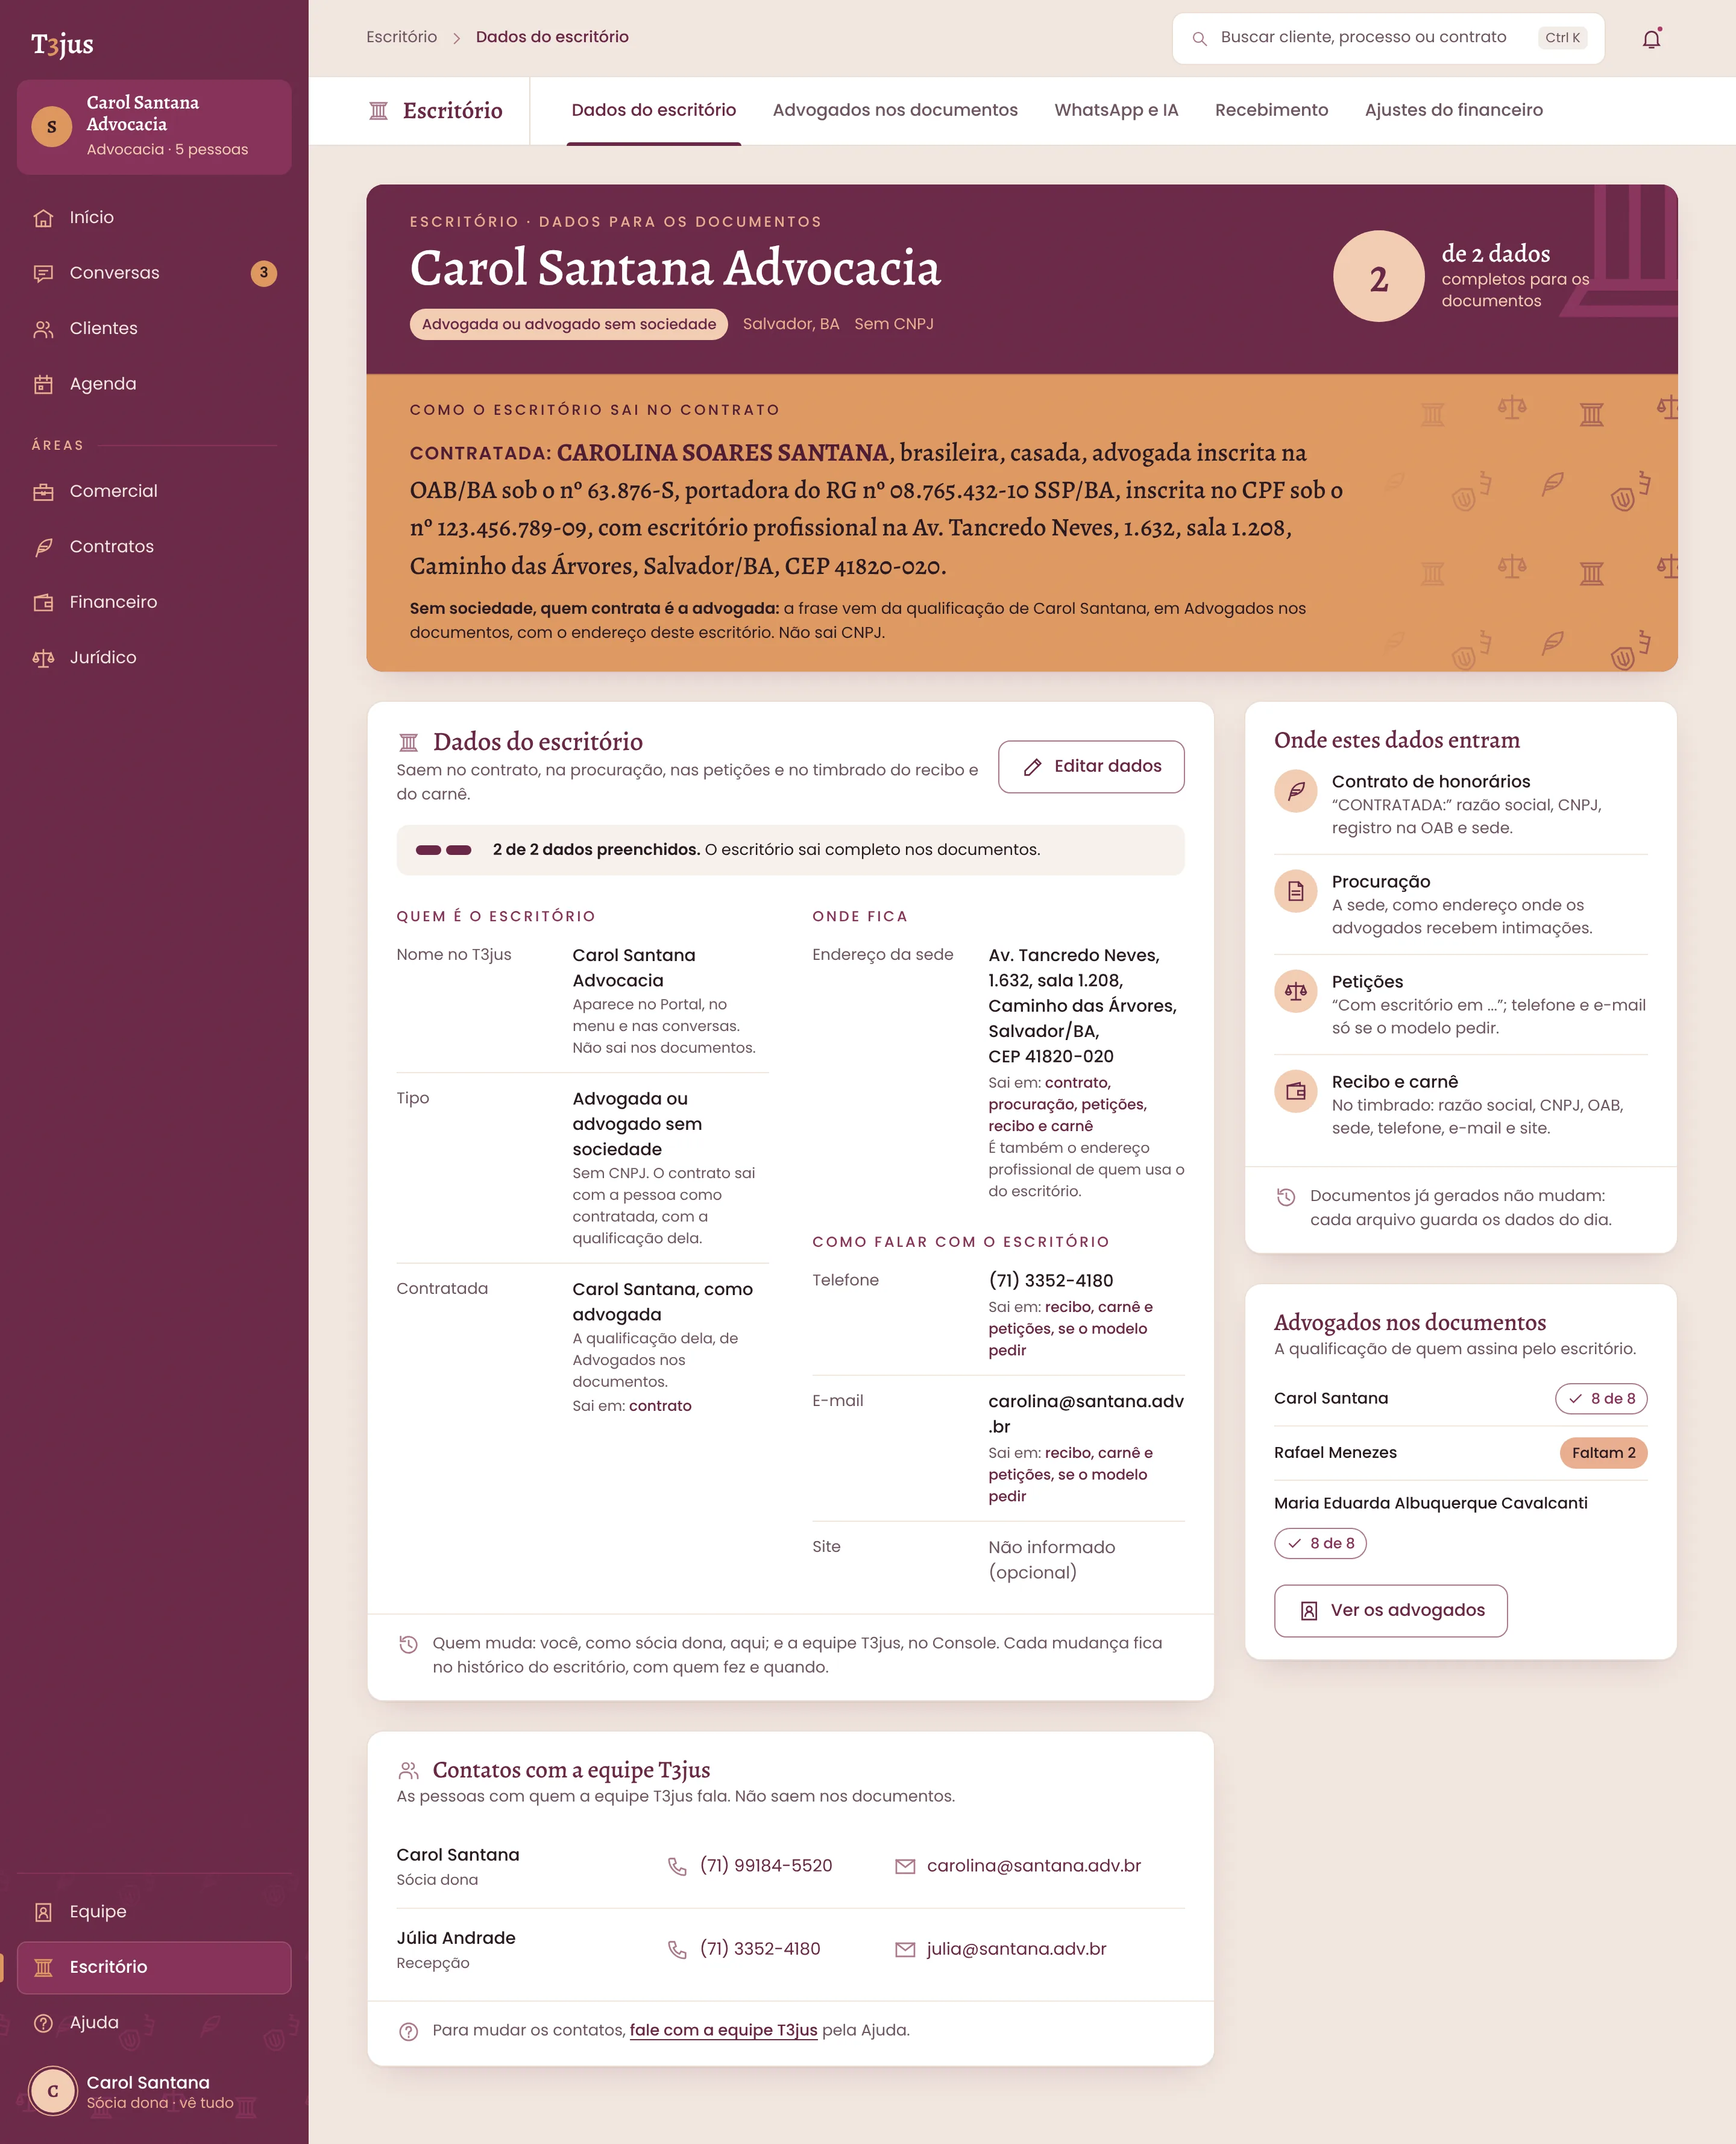 T3jus
S
Carol Santana
Advocacia
Advocacia · 5 pessoas
Início
Conversas
3
Clientes
Agenda
ÁREAS
Comercial
Contratos
Financeiro
Jurídico
Equipe
Escritório
Ajuda
C
Carol Santana
Sócia dona · vê tudo
Escritório
Dados do escritório
Buscar cliente, processo ou contrato
Ctrl K
Escritório
Dados do escritório
Advogados nos documentos
WhatsApp e IA
Recebimento
Ajustes do financeiro
ESCRITÓRIO · DADOS PARA OS DOCUMENTOS
Carol Santana Advocacia
Advogada ou advogado sem sociedade
Salvador, BA
Sem CNPJ
2
de 2 dados
completos para os
documentos
COMO O ESCRITÓRIO SAI NO CONTRATO
CONTRATADA: CAROLINA SOARES SANTANA, brasileira, casada, advogada inscrita na
OAB/BA sob o nº 63.876-S, portadora do RG nº 08.765.432-10 SSP/BA, inscrita no CPF sob o
nº 123.456.789-09, com escritório profissional na Av. Tancredo Neves, 1.632, sala 1.208,
Caminho das Árvores, Salvador/BA, CEP 41820-020.
Sem sociedade, quem contrata é a advogada: a frase vem da qualificação de Carol Santana, em Advogados nos
documentos, com o endereço deste escritório. Não sai CNPJ.
Dados do escritório
Saem no contrato, na procuração, nas petições e no timbrado do recibo e
do carnê.
Editar dados
2 de 2 dados preenchidos. O escritório sai completo nos documentos.
QUEM É O ESCRITÓRIO
Nome no T3jus
Carol Santana
Advocacia
Aparece no Portal, no
menu e nas conversas.
Não sai nos documentos.
Tipo
Advogada ou
advogado sem
sociedade
Sem CNPJ. O contrato sai
com a pessoa como
contratada, com a
qualificação dela.
Contratada
Carol Santana, como
advogada
A qualificação dela, de
Advogados nos
documentos.
Sai em: contrato
ONDE FICA
Endereço da sede
Av. Tancredo Neves,
1.632, sala 1.208,
Caminho das Árvores,
Salvador/BA,
CEP 41820-020
Sai em: contrato,
procuração, petições,
recibo e carnê
É também o endereço
profissional de quem usa o
do escritório.
COMO FALAR COM O ESCRITÓRIO
Telefone
(71) 3352-4180
Sai em: recibo, carnê e
petições, se o modelo
pedir
E-mail
carolina@santana.adv
.br
Sai em: recibo, carnê e
petições, se o modelo
pedir
Site
Não informado
(opcional)
Quem muda: você, como sócia dona, aqui; e a equipe T3jus, no Console. Cada mudança fica
no histórico do escritório, com quem fez e quando.
Contatos com a equipe T3jus
As pessoas com quem a equipe T3jus fala. Não saem nos documentos.
Carol Santana
Sócia dona
(71) 99184-5520
carolina@santana.adv.br
Júlia Andrade
Recepção
(71) 3352-4180
julia@santana.adv.br
Para mudar os contatos, fale com a equipe T3jus pela Ajuda.
Onde estes dados entram
Contrato de honorários
“CONTRATADA:” razão social, CNPJ,
registro na OAB e sede.
Procuração
A sede, como endereço onde os
advogados recebem intimações.
Petições
“Com escritório em …”; telefone e e-mail
só se o modelo pedir.
Recibo e carnê
No timbrado: razão social, CNPJ, OAB,
sede, telefone, e-mail e site.
Documentos já gerados não mudam:
cada arquivo guarda os dados do dia.
Advogados nos documentos
A qualificação de quem assina pelo escritório.
Carol Santana
8 de 8
Rafael Menezes
Faltam 2
Maria Eduarda Albuquerque Cavalcanti
8 de 8
Ver os advogados